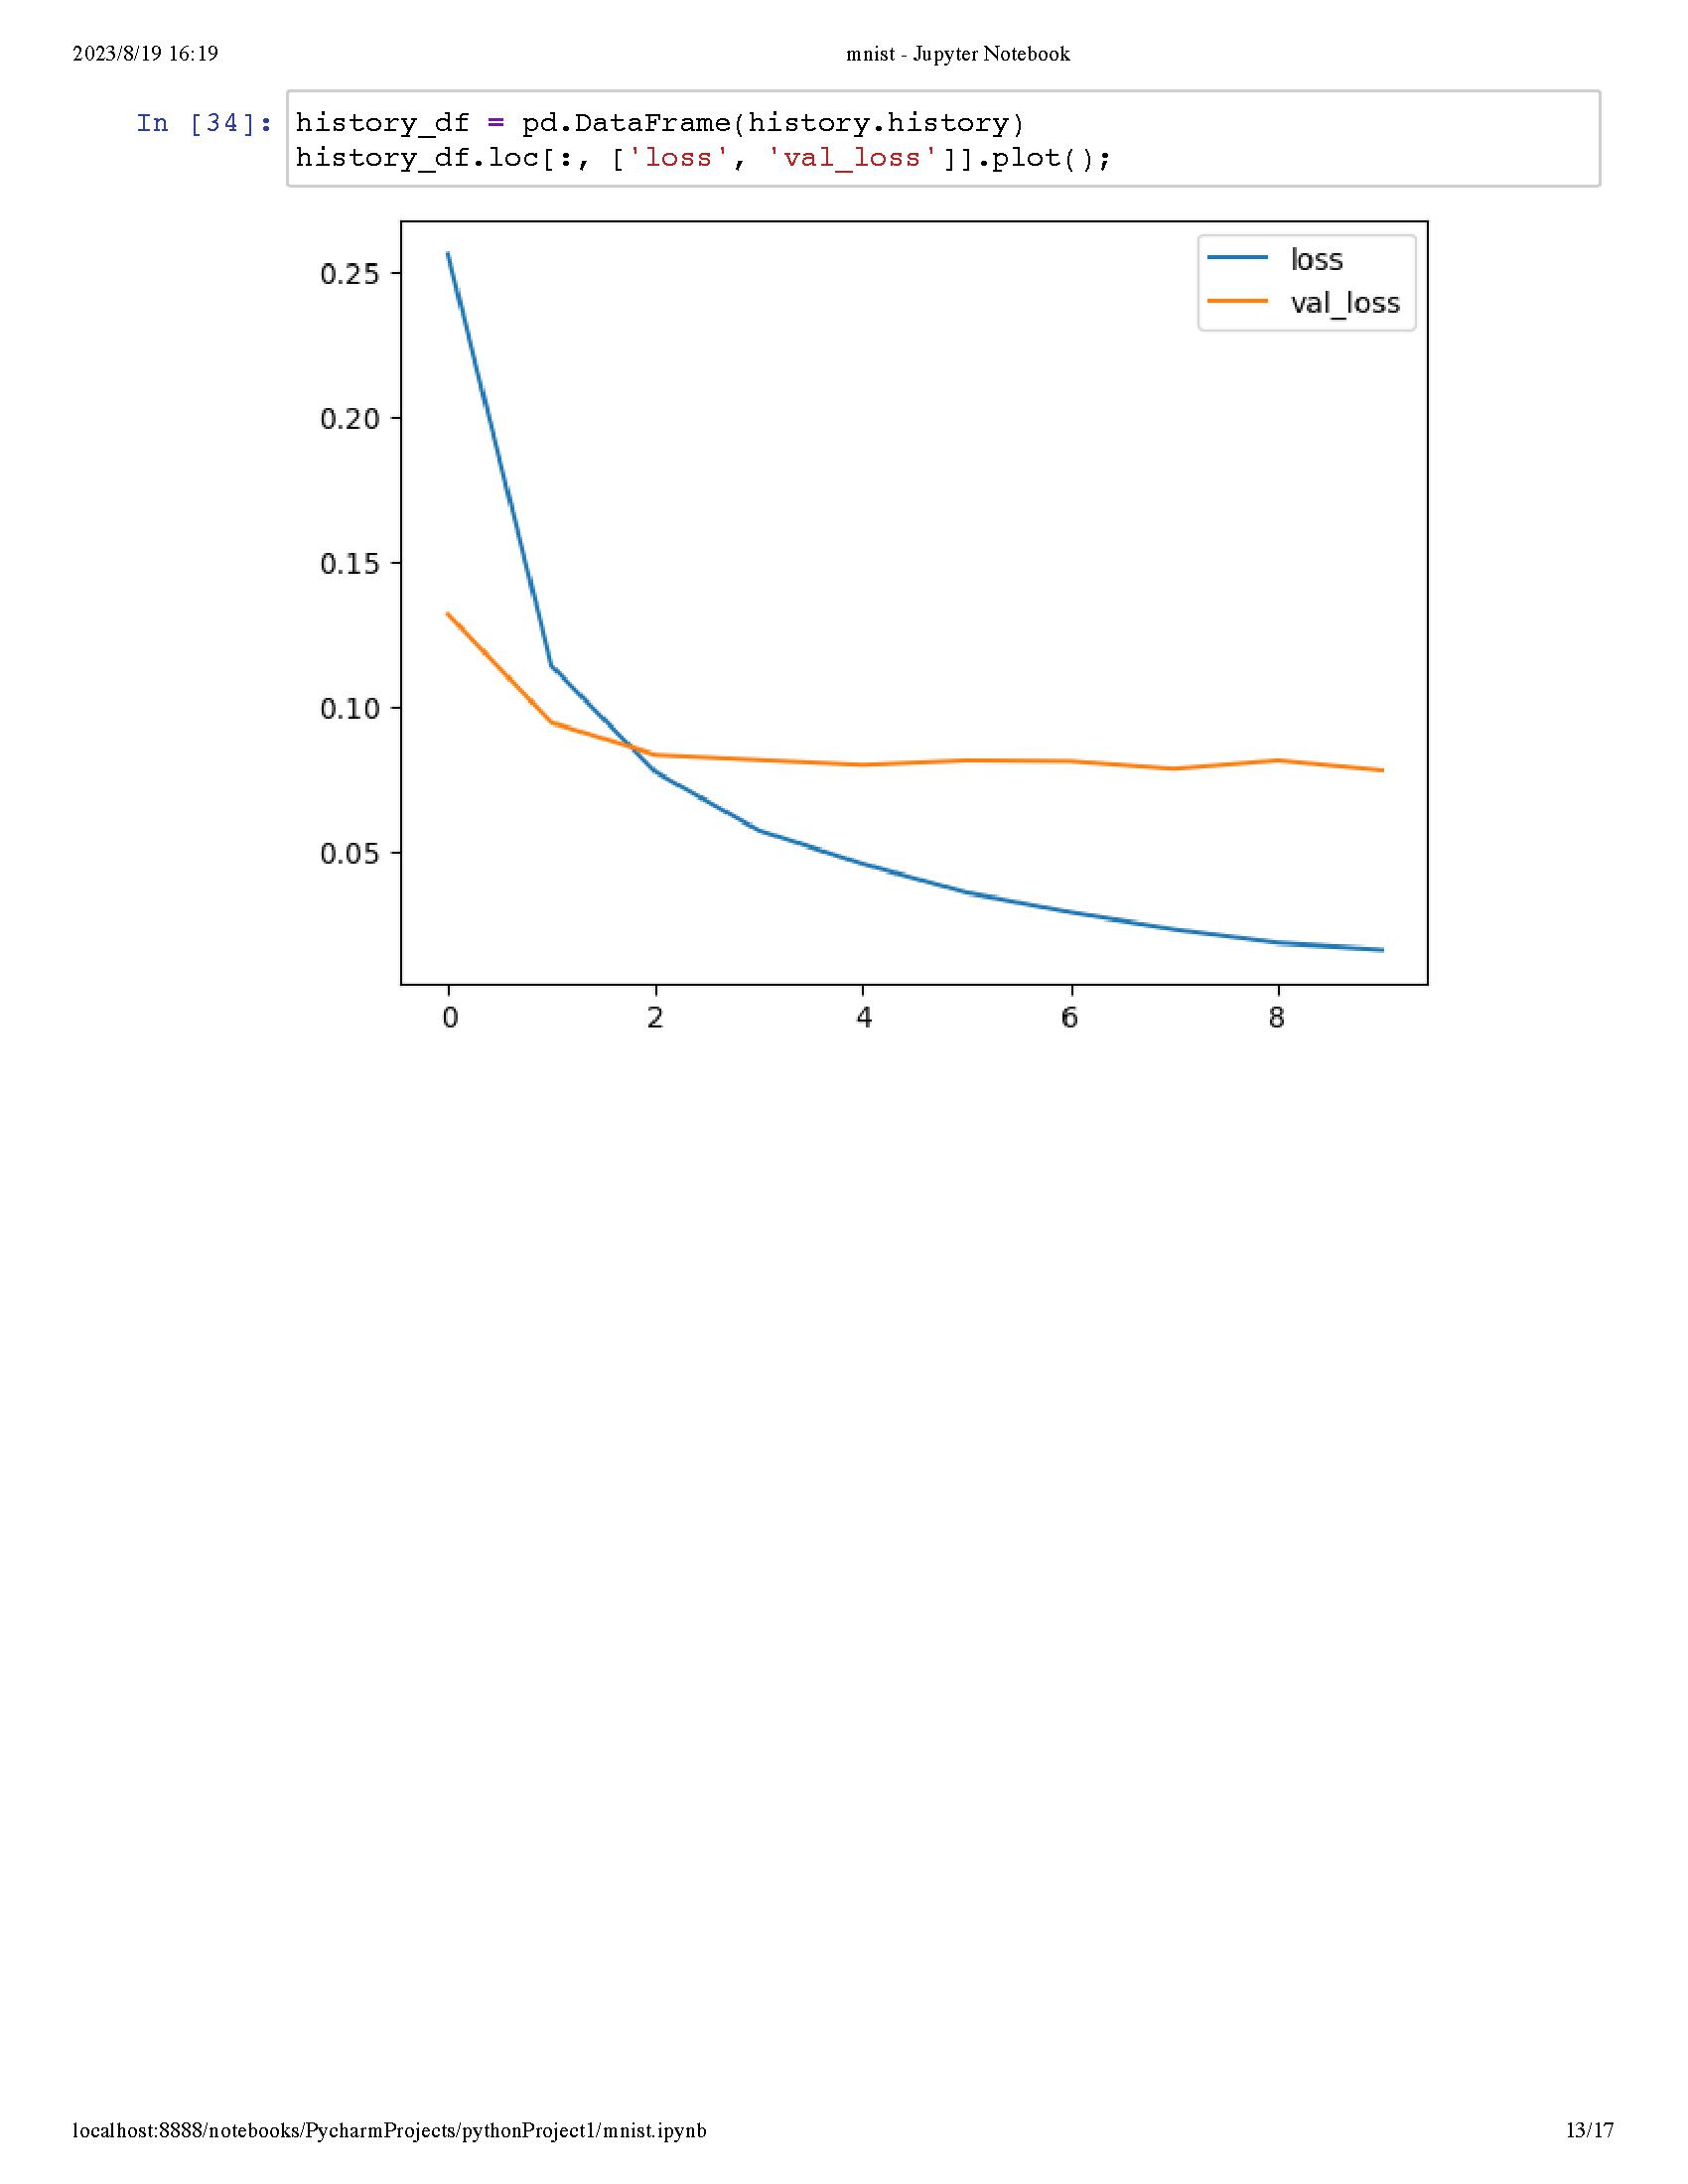 2023/8/19 16:19
mnist - Jupyter Notebook
In [34]:
history_df = pd.DataFrame(history.history)
history_df.loc[:, ['loss', 'val_loss']].plot();
loss
val_loss
0.25
0.20
0.15
0.10
0.05
0 2 4 6 8
localhost:8888/notebooks/PycharmProjects/pythonProject1/mnist.ipynb
13/17